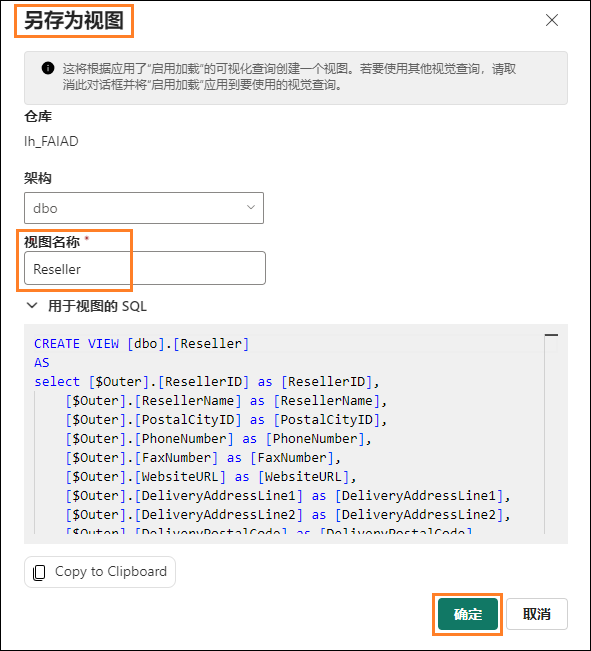 另存为视图
这将根据应用了“启用加载”的可视化查询创建一个视图。若要使用其他视觉查询，请取
消此对话框并将“启用加载”应用到要使用的视觉查询。
仓库
lh_FAIAD
架构
dbo
视图名称 *
Reseller
用于视图的 SQL
CREATE VIEW [dbo].[Reseller]
AS
select [$Outer].[ResellerID] as [ResellerID],
[$Outer].[ResellerName] as [ResellerName],
[$Outer].[PostalCityID] as [PostalCityID],
[$Outer].[PhoneNumber] as [PhoneNumber],
[$Outer].[FaxNumber] as [FaxNumber],
[$Outer].[WebsiteURL] as [WebsiteURL],
[$Outer].[DeliveryAddressLine1] as [DeliveryAddressLine1],
[$Outer].[DeliveryAddressLine2] as [DeliveryAddressLine2],
[$Outer].[DeliveryPostalCode] as [DeliveryPostalCode]
Copy to Clipboard
确定 取消